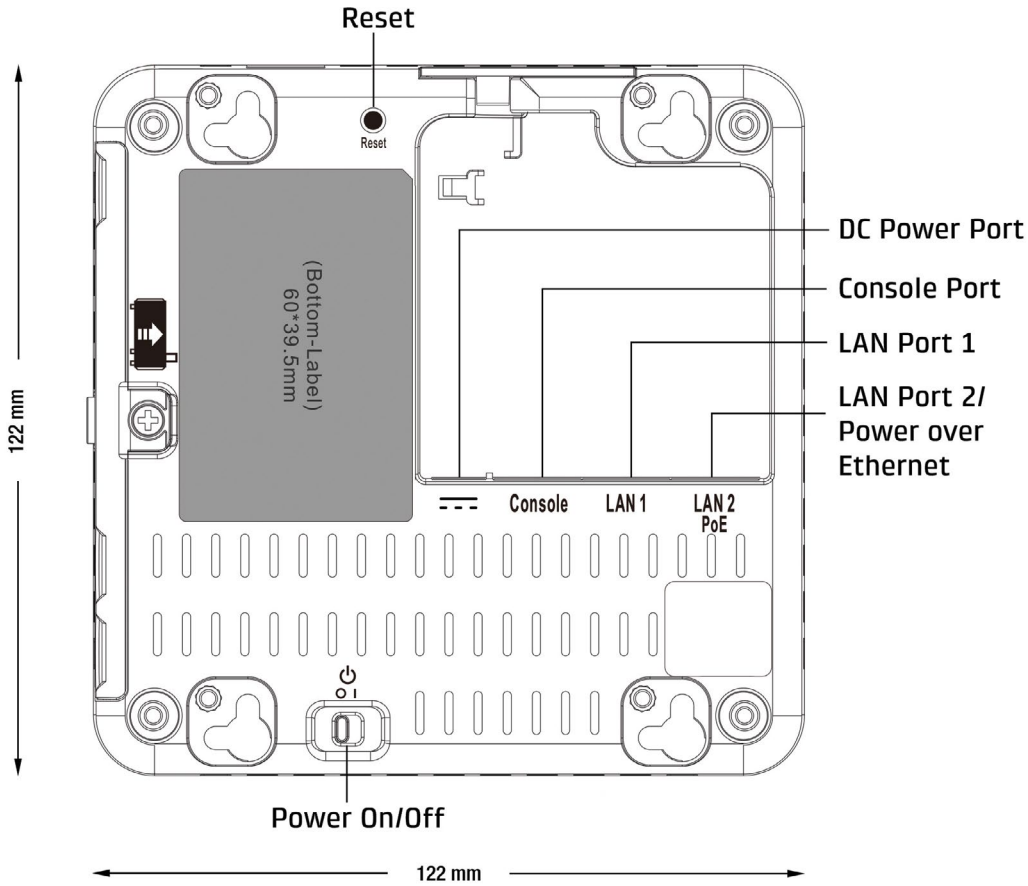 Reset
Reset
DC Power Port
Console Port
LAN Port 1
LAN Port 2/
Power over
Ethernet
(Bottom-Label)
60*39.5mm
122 mm
Console
LAN 1
LAN 2
PoE
Power On/Off
122 mm